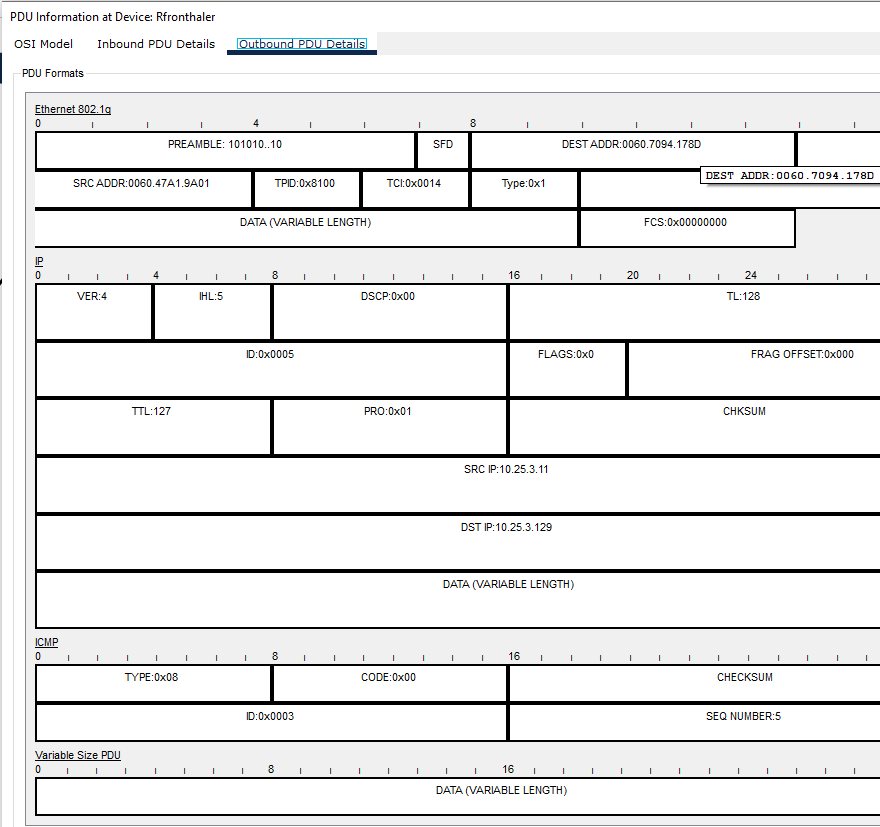 PDU Information at Device: Rfronthaler
OSI Model Inbound PDU Details Outbound PDU Details
PDU Formats
Ethernet 802.1q
0 4 8
PREAMBLE: 101010..10 SFD DEST ADDR:0060.7094.178D
DEST ADDR:0060.7094.178D
SRC ADDR:0060.47A1.9A01 TPID:0x8100 TCI:0x0014 Type:0x1
DATA (VARIABLE LENGTH) FCS:0x00000000
IP
0 4 8 16 20 24
VER:4 IHL:5 DSCP:0x00 TL:128
ID:0x0005 FLAGS:0x0 FRAG OFFSET:0x000
TTL:127 PRO:0x01 CHKSUM
SRC IP:10.25.3.11
DST IP:10.25.3.129
DATA (VARIABLE LENGTH)
ICMP
0 8 16
TYPE:0x08 CODE:0x00 CHECKSUM
ID:0x0003 SEQ NUMBER:5
Variable Size PDU
0 8 16
DATA (VARIABLE LENGTH)